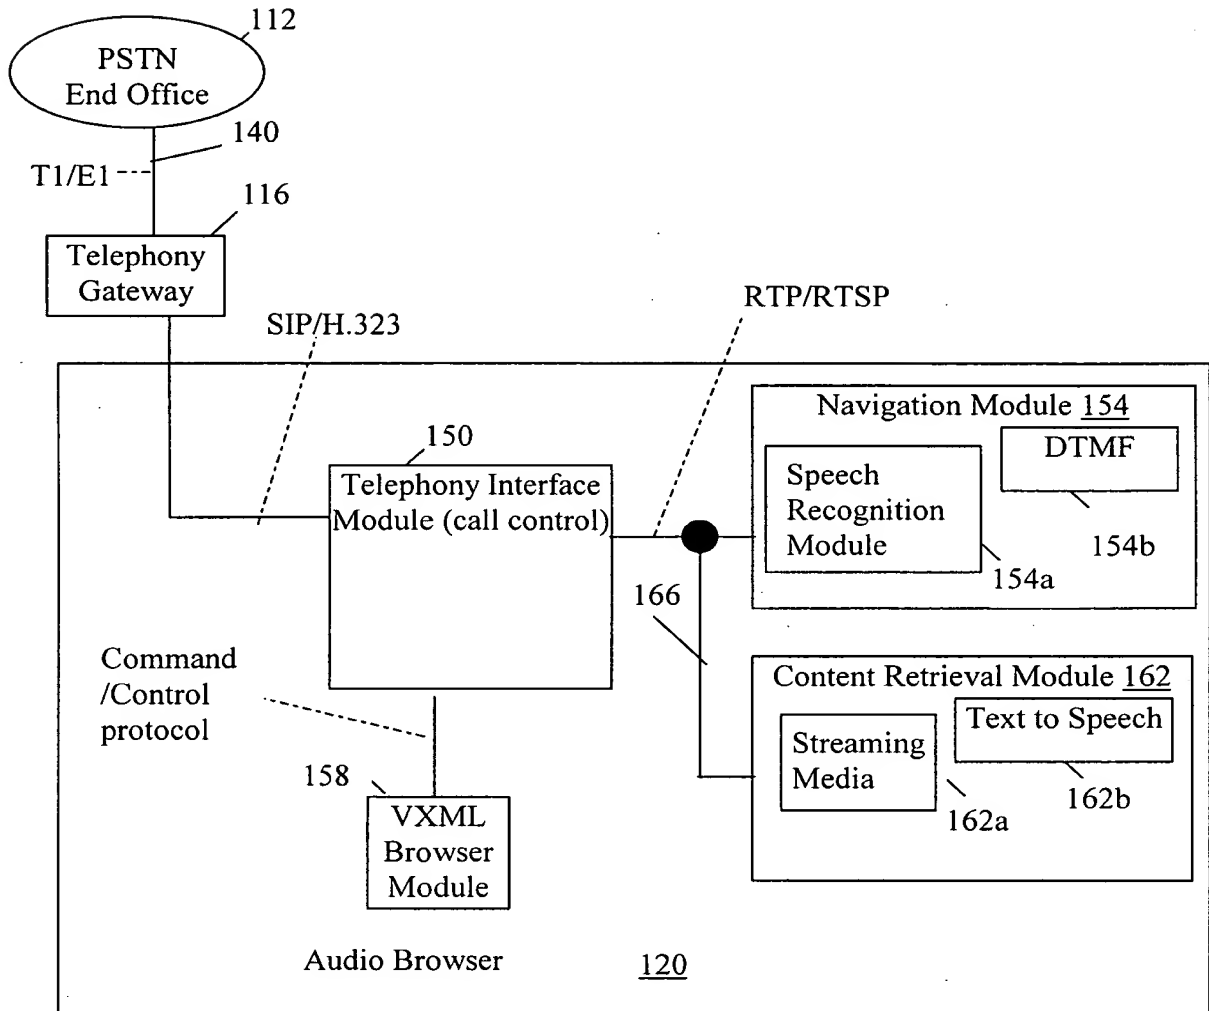 112
PSTN
End Office
140
T1/E1
116
Telephony
Gateway
RTP/RTSP
SIP/H.323
Navigation Module 154
150
DTMF
Speech
Recognition
Module
Telephony Interface
Module (call control)
154b
154a
166
Command
/Control
protocol
Content Retrieval Module 162
Text to Speech
Streaming
Media
158
162b
162a
VXML
Browser
Module
Audio Browser
120